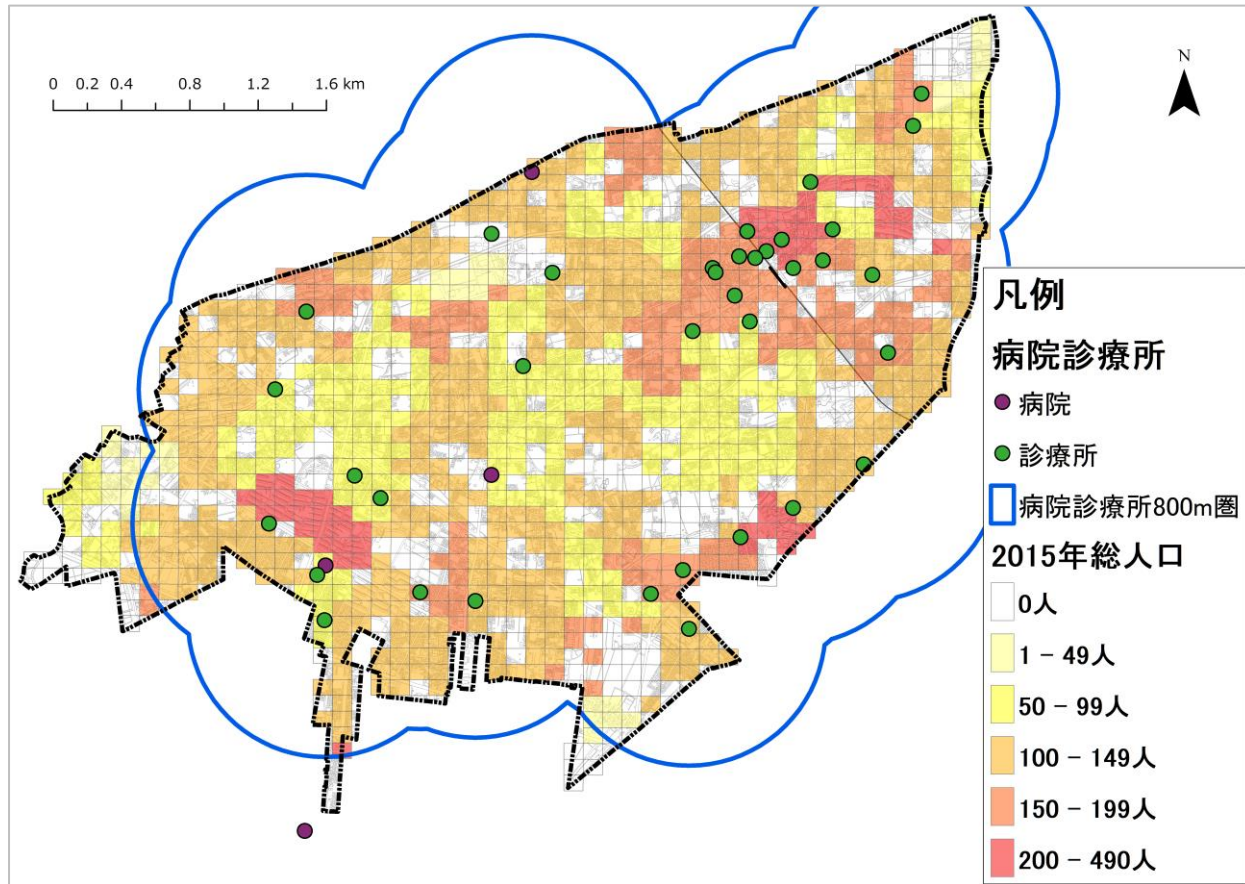 0 0.2 0.4 0.8 1.2 1.6 km
N
凡例
病院診療所
病院
診療所
病院診療所800m圏
2015年総人口
0人
1 - 49人
50 - 99人
100 - 149人
150 - 199人
200 - 490人